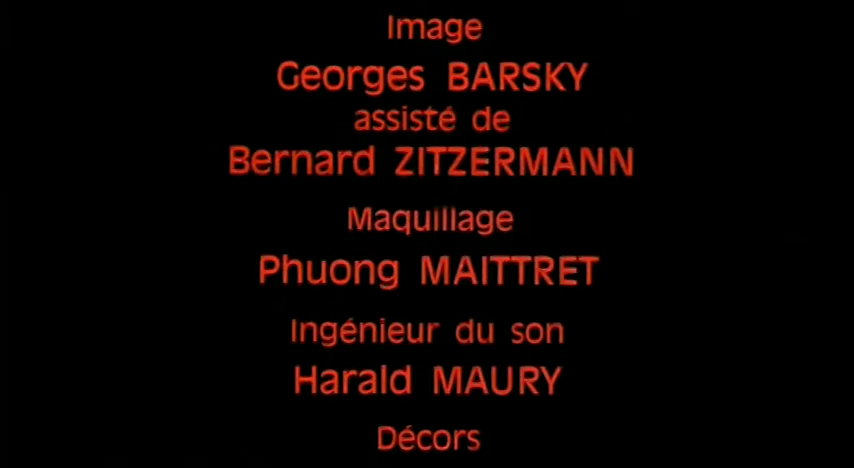 Image
Georges BARSKY
assisté de
Bernard ZITZERMANN
Maquillage
Phuong MAITTRET
Ingénieur du son
Harald MAURY
Décors